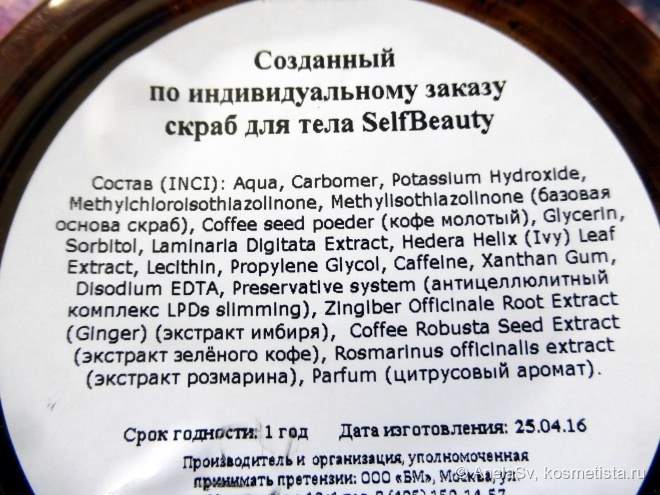 Созданный
по индивидуальному заказу
скраб для тела SelfBeauty
Состав (INCI): Aqua, Carbomer, Potassium Hydroxide,
Methylchloroisothiazolinone, Methylisothiazolinone (базовая
основа скраб), Coffee seed poeder (кофе молотый), Glycerin,
Sorbitol, Laminaria Digitata Extract, Hedera Helix (Ivy) Leaf
Extract, Lecithin, Propylene Glycol, Caffeine, Xanthan Gum,
Disodium EDTA, Preservative system (антицеллюлитный
комплекс LPDs slimming), Zingiber Officinale Root Extract
(Ginger) (экстракт имбиря), Coffee Robusta Seed Extract
(экстракт зелёного кофе), Rosmarinus officinalis extract
(экстракт розмарина), Parfum (цитрусовый аромат).
Срок годности: 1 год Дата изготовления: 25.04.16
Производитель и организация, уполномоченная
принимать претензии: ООО «БМ», Москва, ул.
© AgelaSv, kosmetista.ru